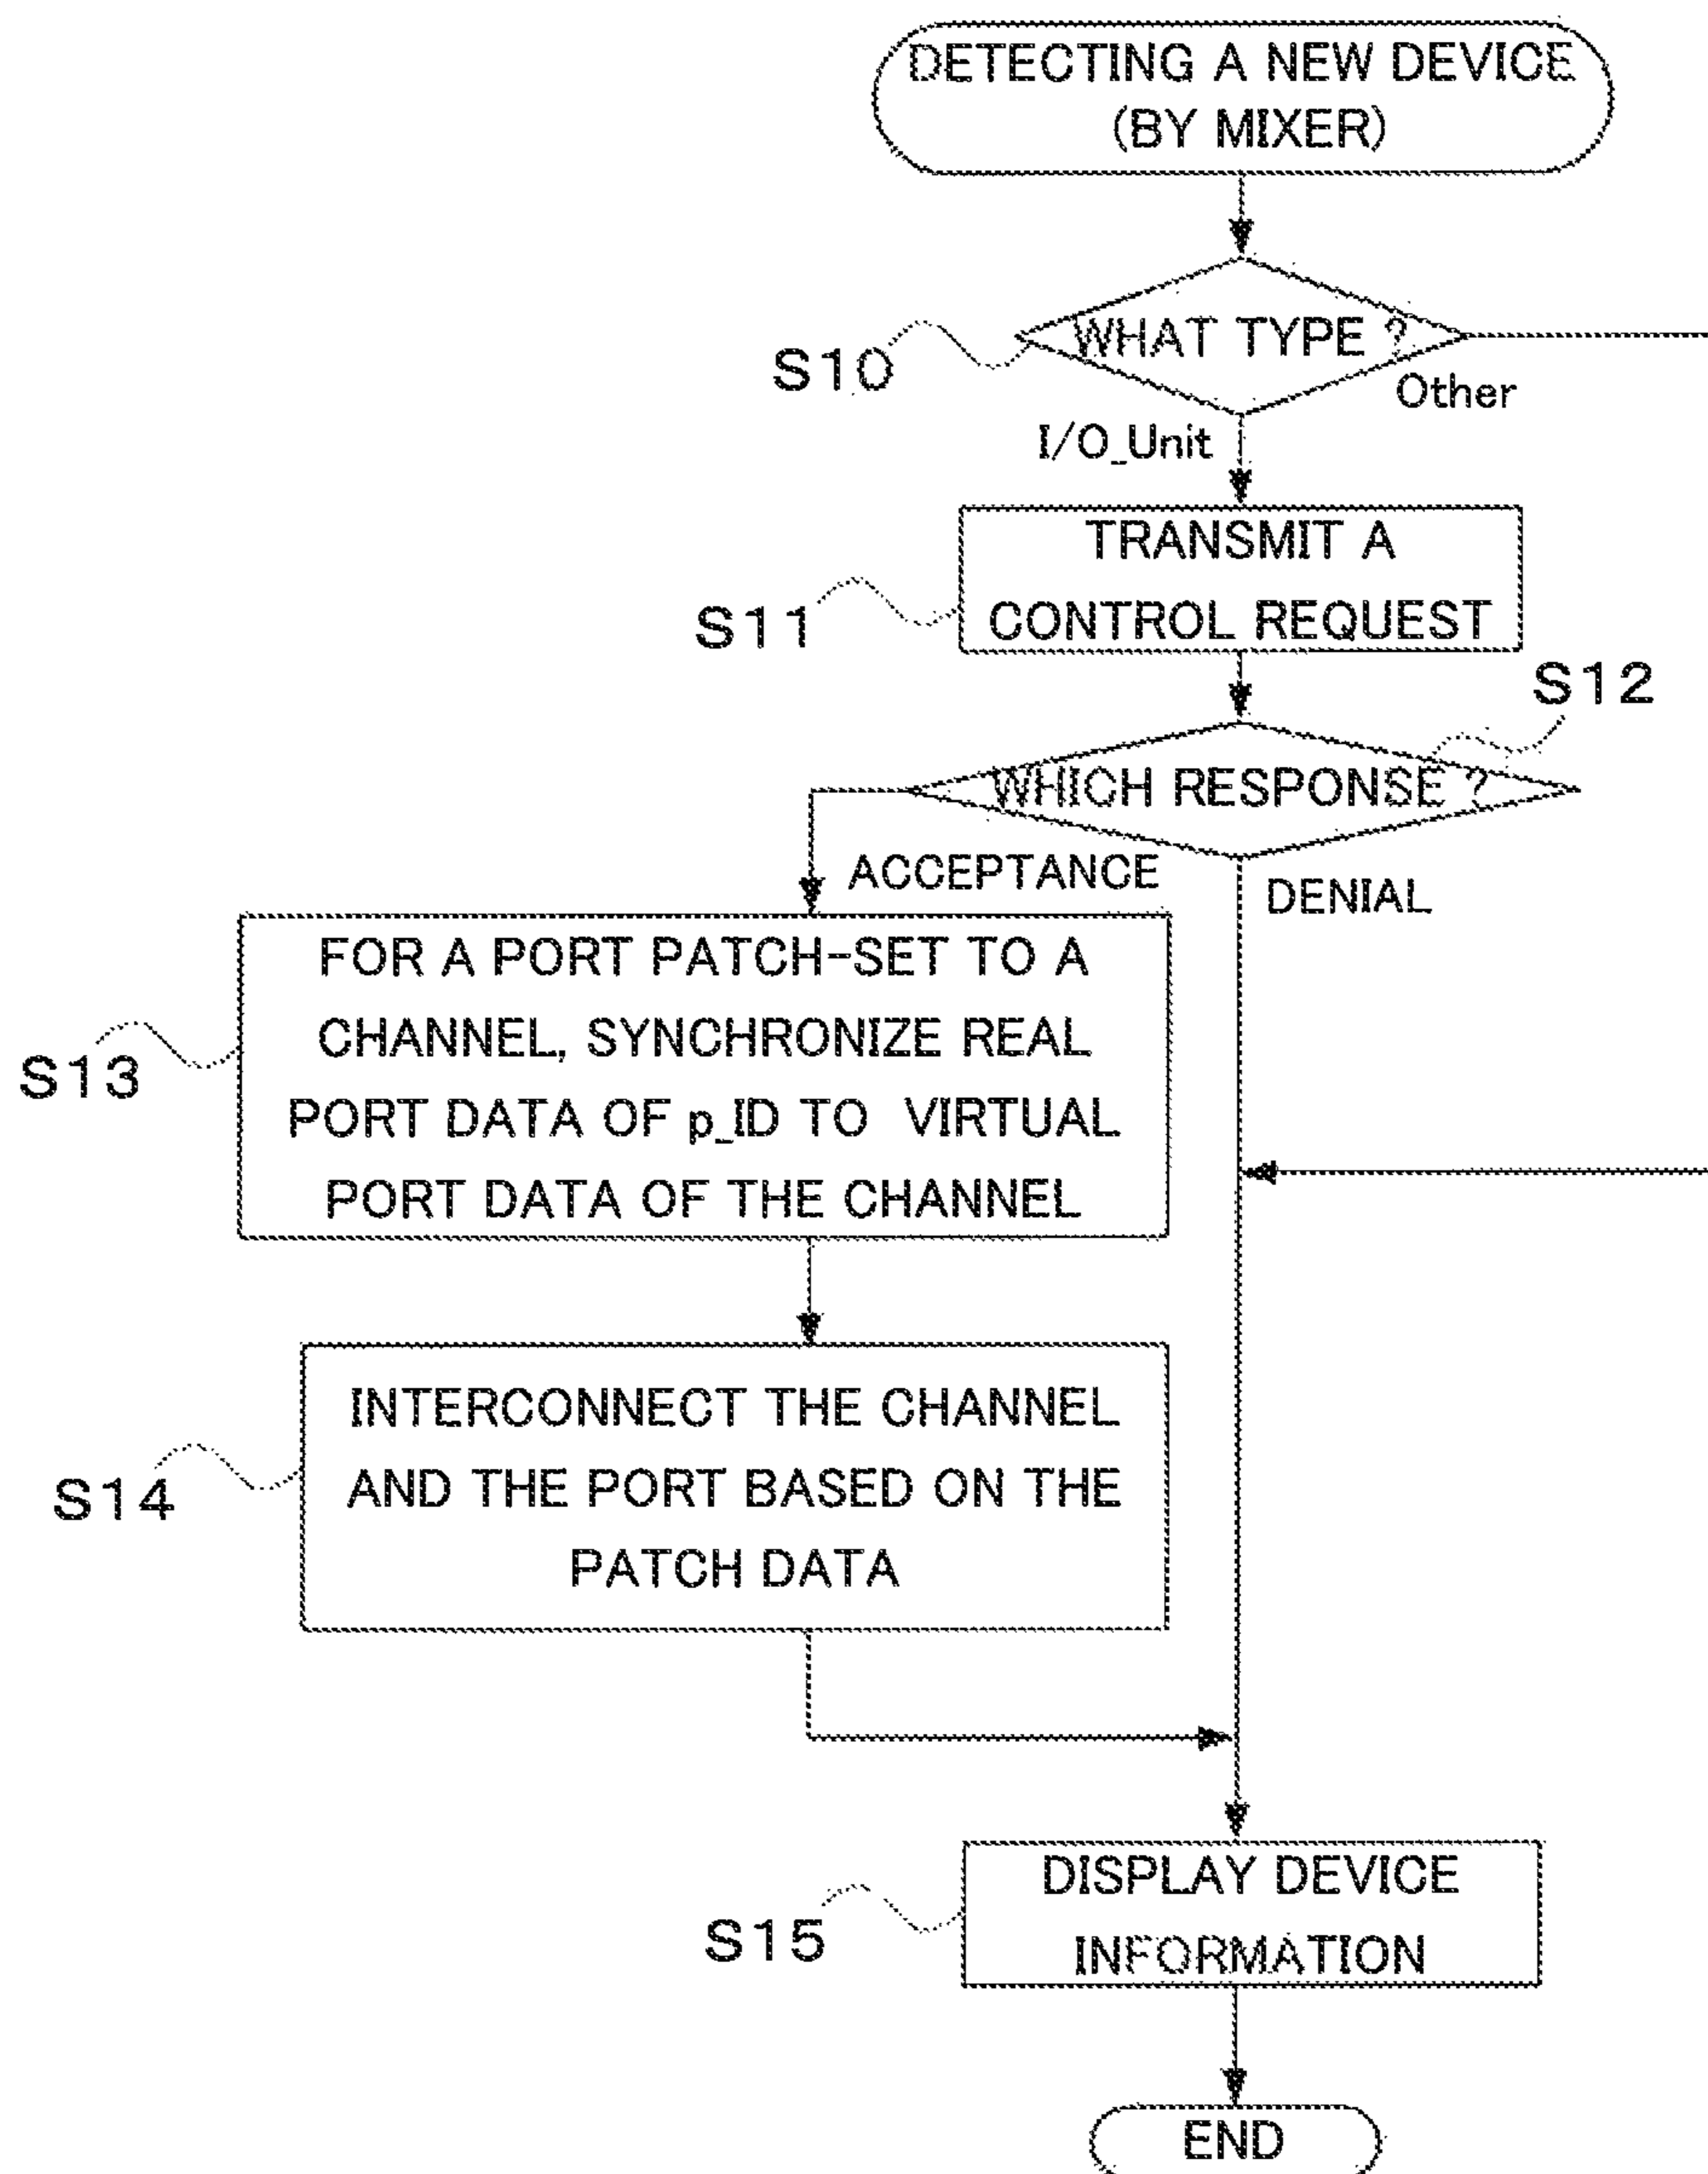 DETECTING A NEW DEVICE
(BY MIXER)
S10
WHAT TYPE ?
Other
I/O_Unit
S11
TRANSMIT A
CONTROL REQUEST
S12
WHICH RESPONSE ?
ACCEPTANCE
DENIAL
S13
FOR A PORT PATCH-SET TO A
CHANNEL, SYNCHRONIZE REAL
PORT DATA OF p_ID TO VIRTUAL
PORT DATA OF THE CHANNEL
S14
INTERCONNECT THE CHANNEL
AND THE PORT BASED ON THE
PATCH DATA
S15
DISPLAY DEVICE
INFORMATION
END